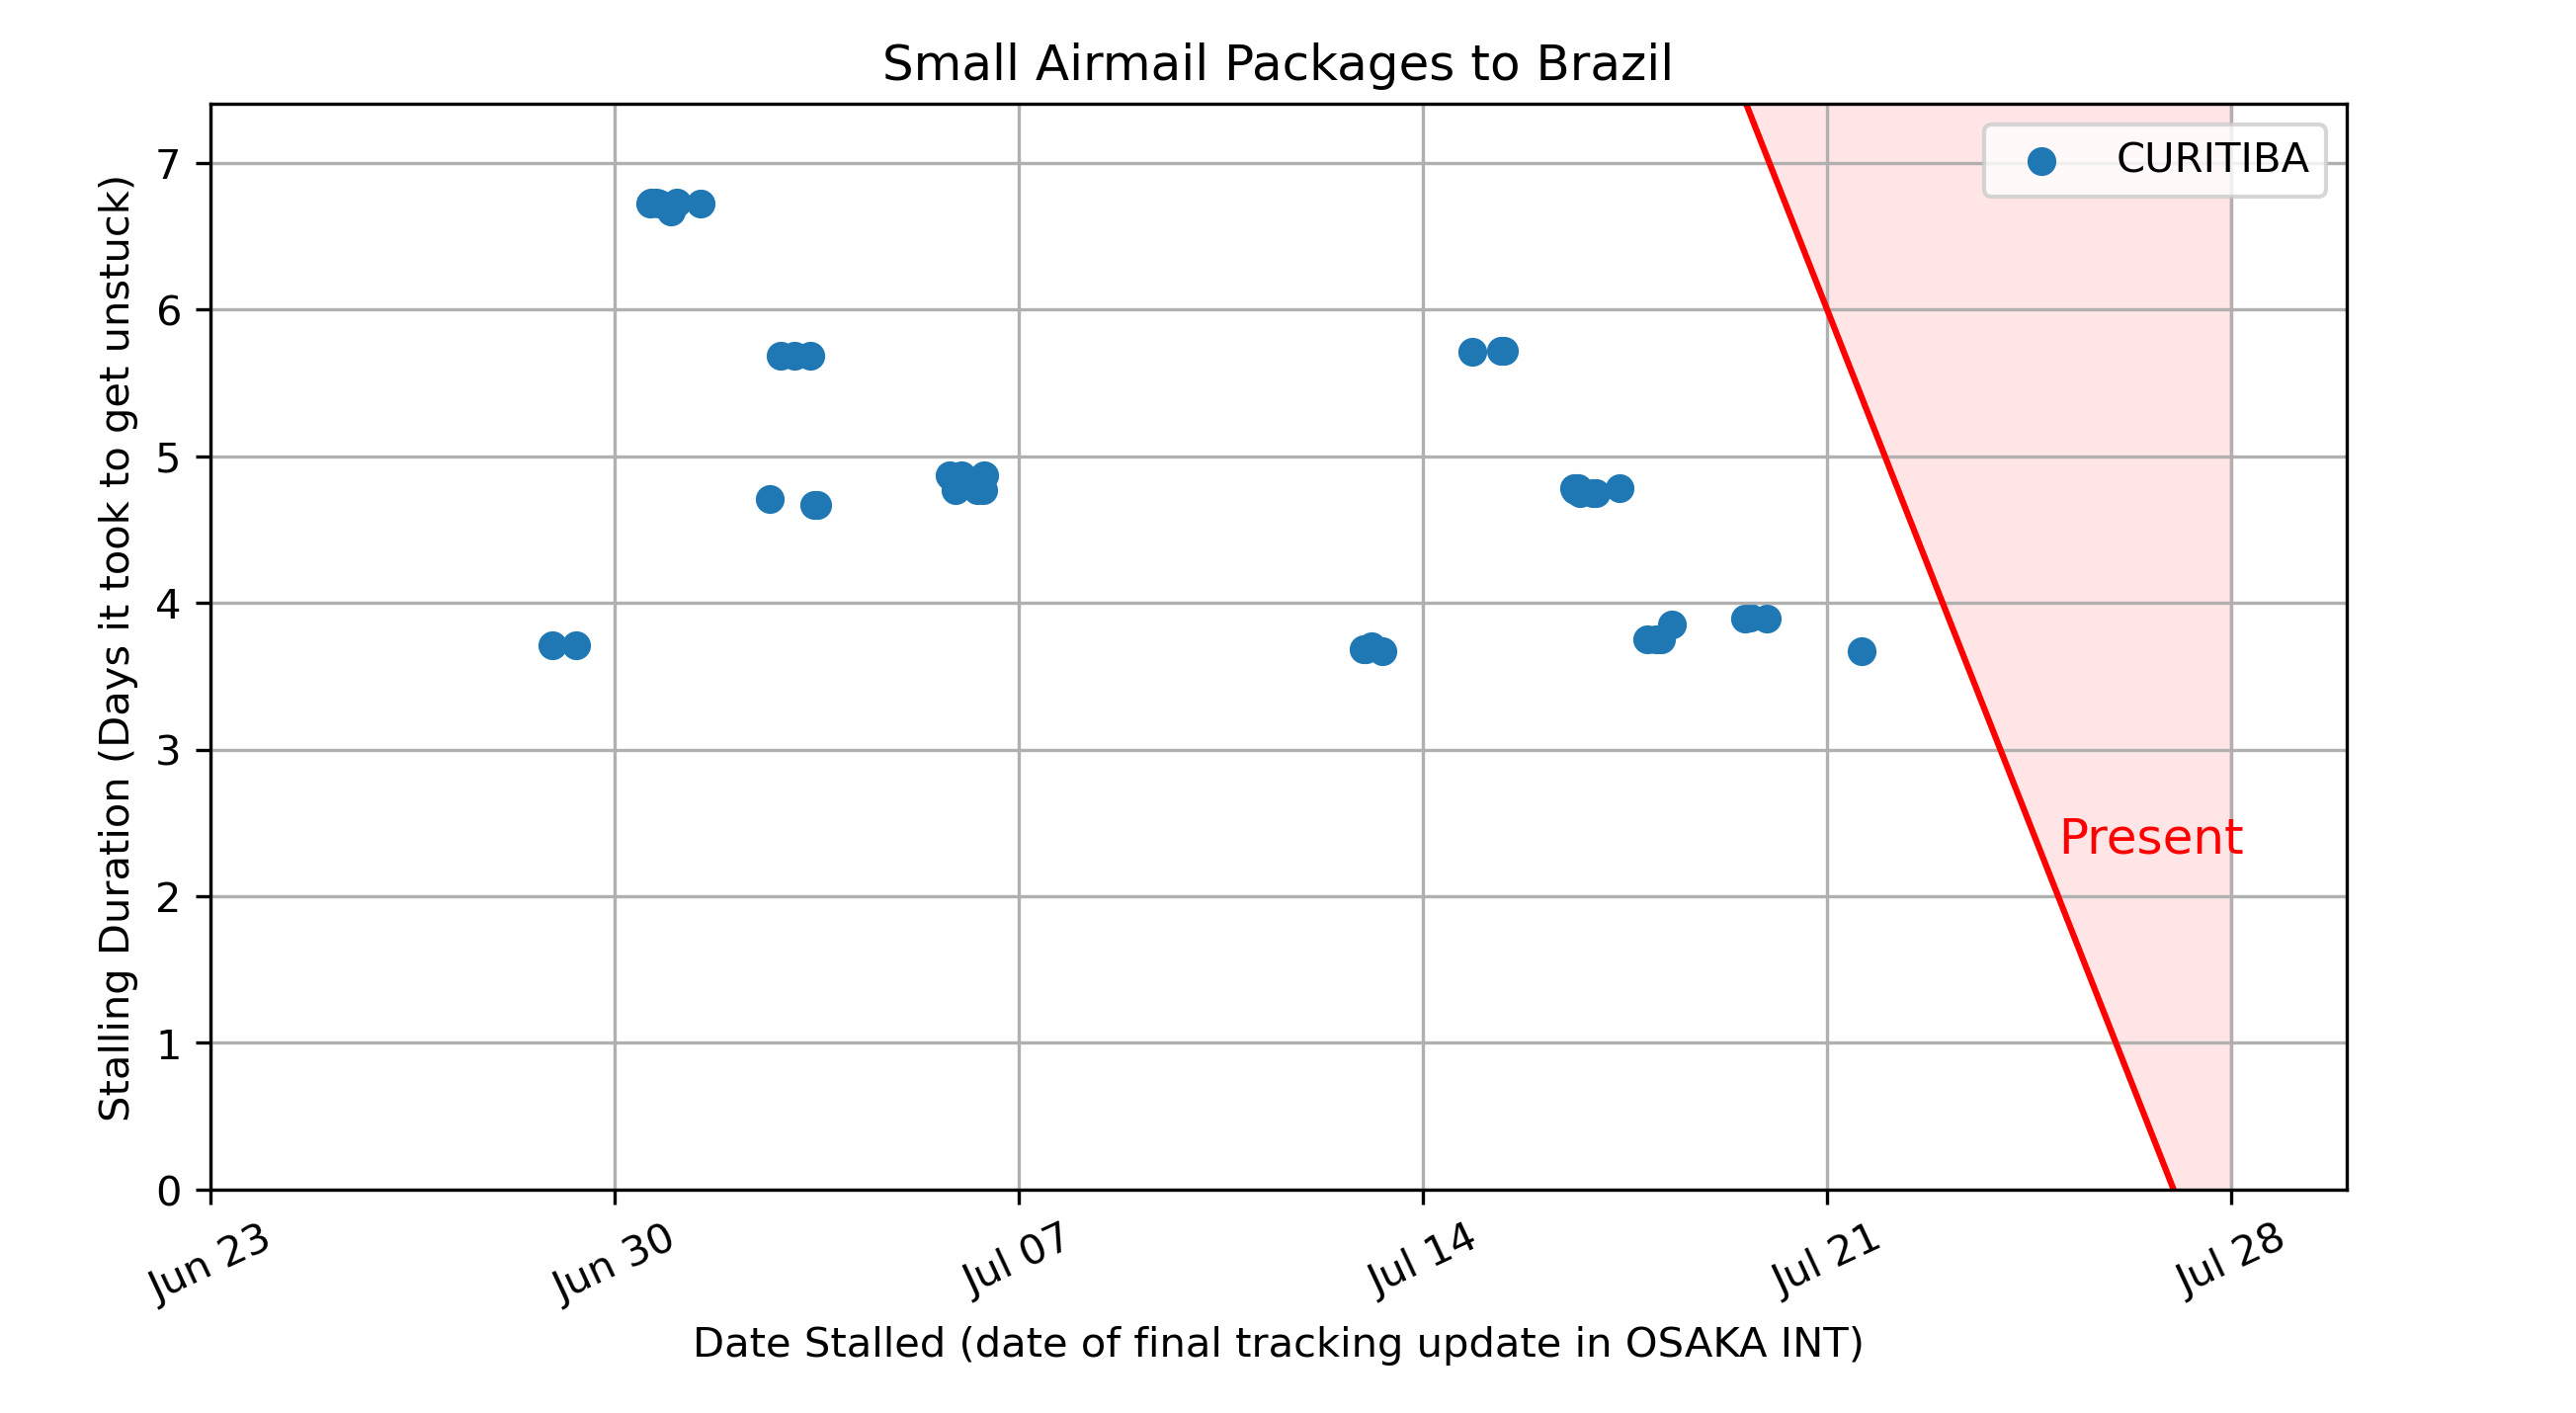 Small Airmail Packages to Brazil
Stalling Duration (Days it took to get unstuck)
7
6
5
4
3
2
1
0
CURITIBA
Present
Jun 23
Jun 30
Jul 07
Jul 14
Jul 21
Jul 28
Date Stalled (date of final tracking update in OSAKA INT)